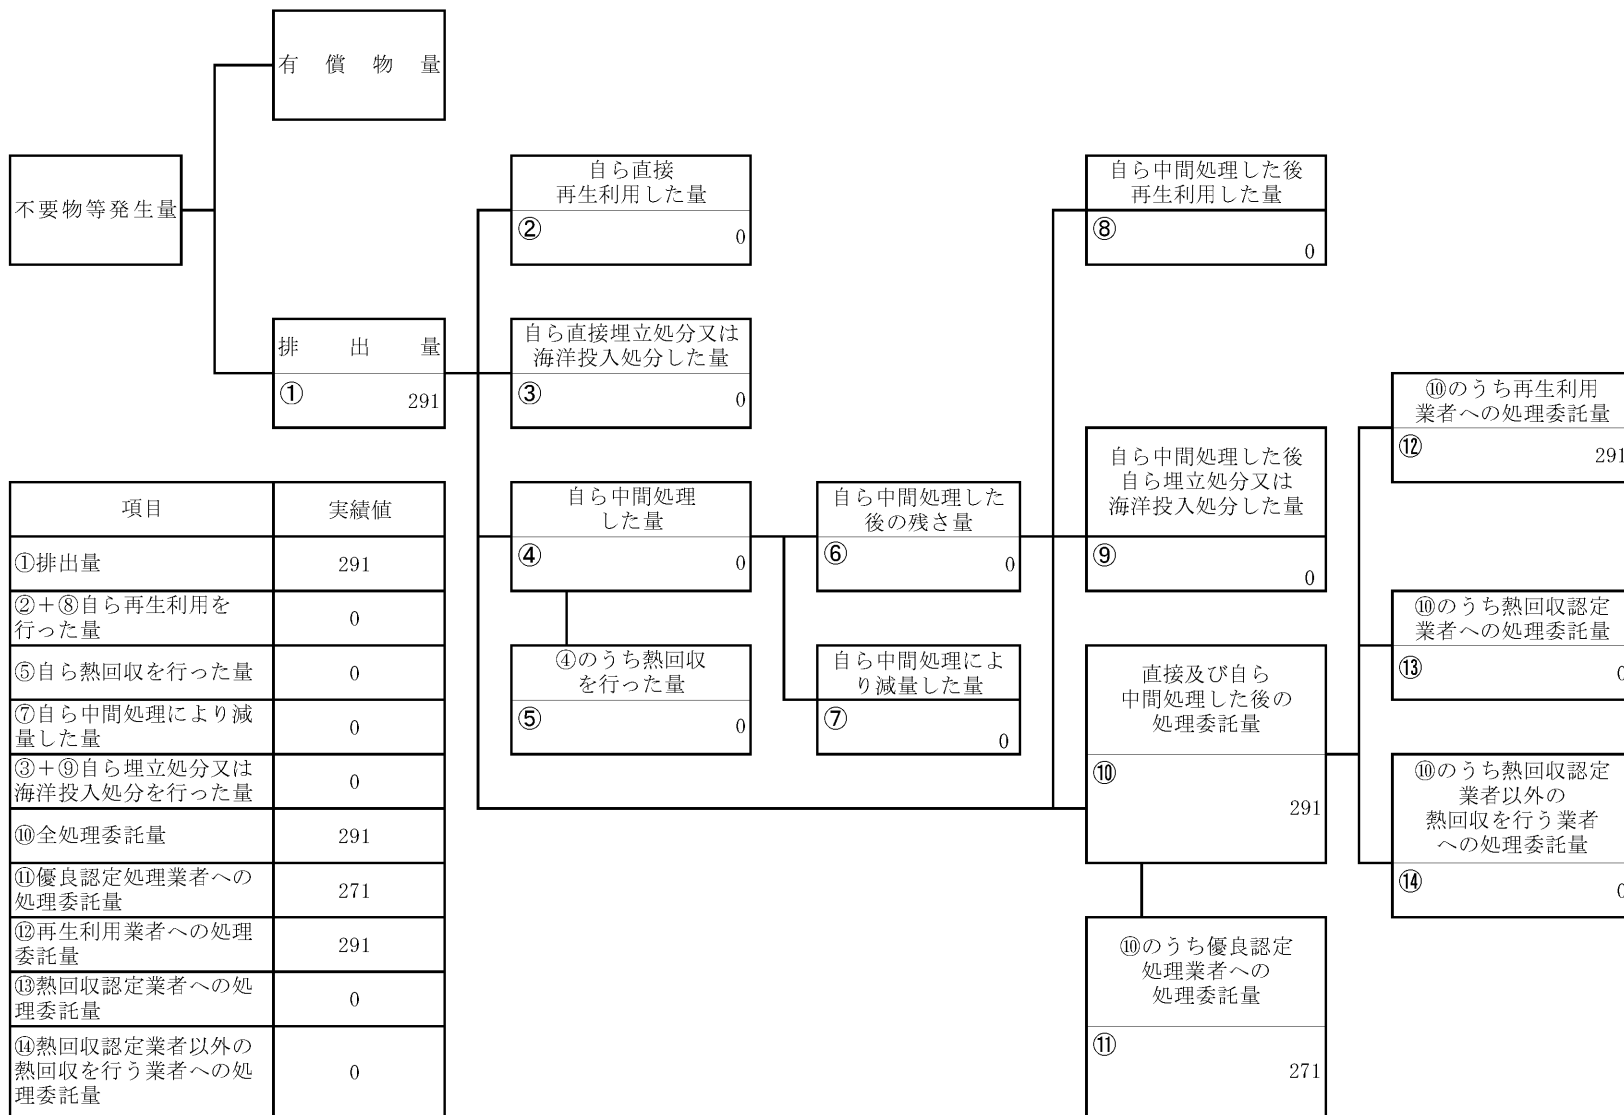 有償物量
不要物等発生量
排出量
①
291
自ら直接
再生利用した量
②
0
自ら直接埋立処分又は
海洋投入処分した量
③
0
自ら中間処理
した量
④
0
④のうち熱回収
を行った量
⑤
0
自ら中間処理した
後の残さ量
⑥
0
自ら中間処理によ
り減量した量
⑦
0
自ら中間処理した後
再生利用した量
⑧
0
自ら中間処理した後
自ら埋立処分又は
海洋投入処分した量
⑨
0
直接及び自ら
中間処理した後の
処理委託量
⑩
291
⑩のうち優良認定
処理業者への
処理委託量
⑪
271
⑩のうち再生利用
業者への処理委託量
⑫
291
⑩のうち熱回収認定
業者への処理委託量
⑬
0
⑩のうち熱回収認定
業者以外の
熱回収を行う業者
への処理委託量
⑭
0
項目 実績値
①排出量 291
②+⑧自ら再生利用を
行った量 0
⑤自ら熱回収を行った量 0
⑦自ら中間処理により減
量した量 0
③+⑨自ら埋立処分又は
海洋投入処分を行った量 0
⑩全処理委託量 291
⑪優良認定処理業者への
処理委託量 271
⑫再生利用業者への処理
委託量 291
⑬熱回収認定業者への処
理委託量 0
⑭熱回収認定業者以外の
熱回収を行う業者への処
理委託量 0